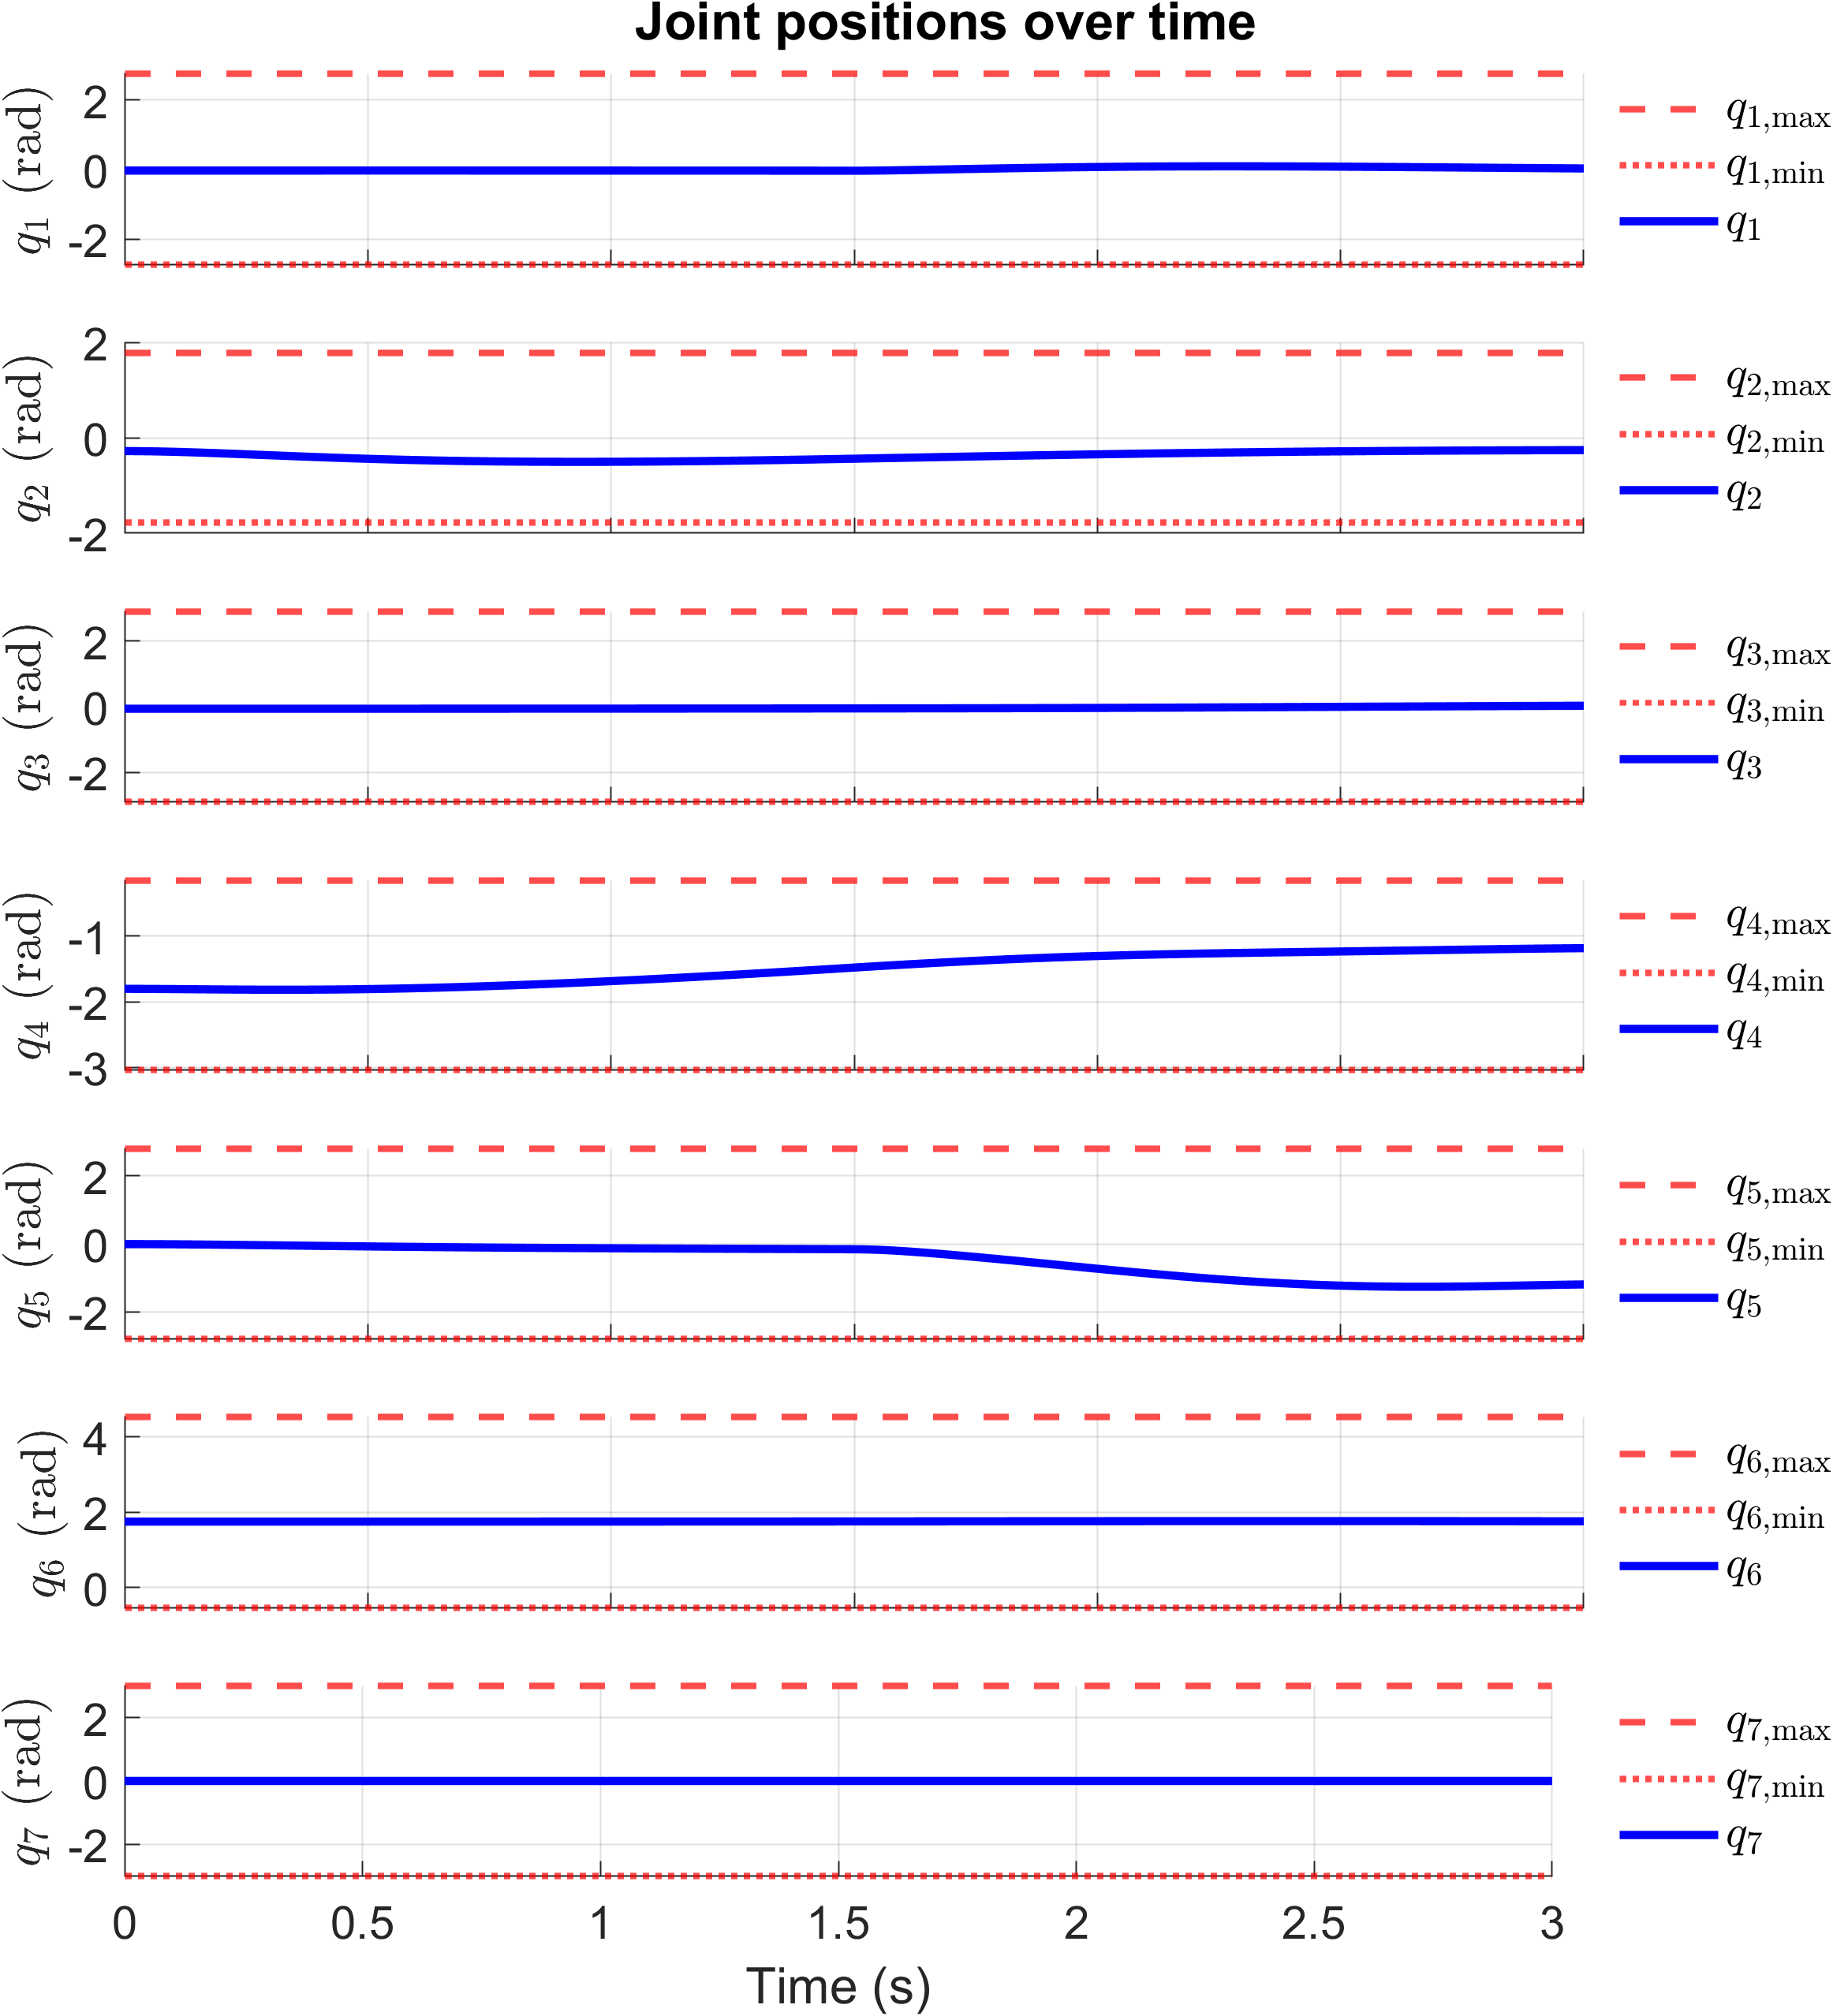 Joint positions over time
q1 (rad)
2
0
-2
q1,max
q1,min
q1
q2 (rad)
2
0
-2
q2,max
q2,min
q2
q3 (rad)
2
0
-2
q3,max
q3,min
q3
q4 (rad)
-1
-2
-3
q4,max
q4,min
q4
q5 (rad)
2
0
-2
q5,max
q5,min
q5
q6 (rad)
4
2
0
q6,max
q6,min
q6
q7 (rad)
2
0
-2
q7,max
q7,min
q7
0 0.5 1 1.5 2 2.5 3
Time (s)